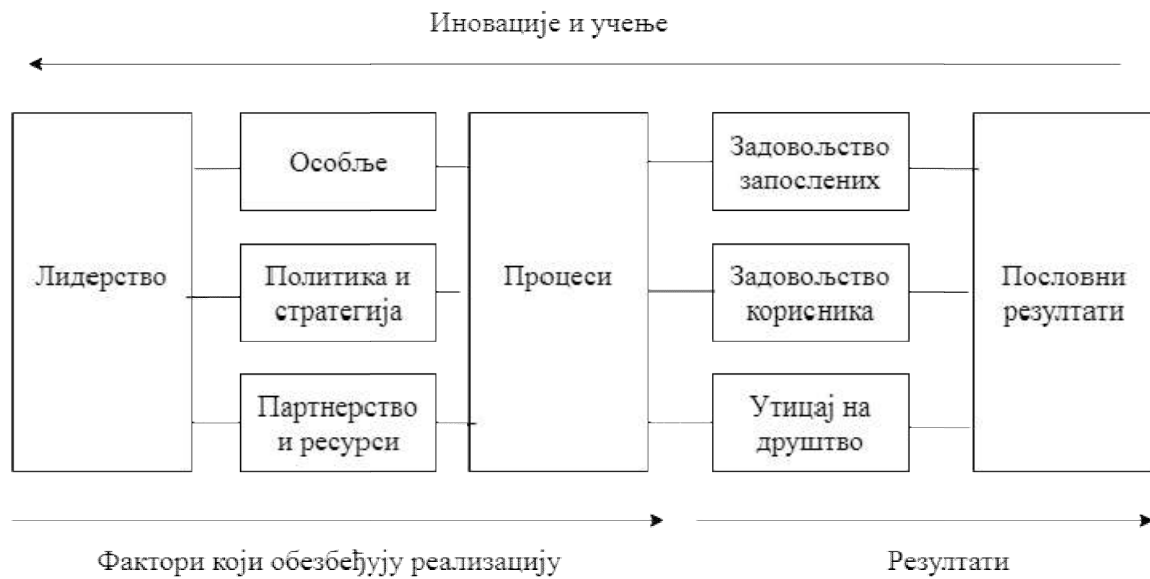 Иновације и учење
Лидерство
Особље
Политика и
стратегија
Партнерство
и ресурси
Процеси
Задовољство
запослених
Задовољство
корисника
Утицај на
друштво
Пословни
резултати
Фактори који обезбеђују реализацију
Резултати